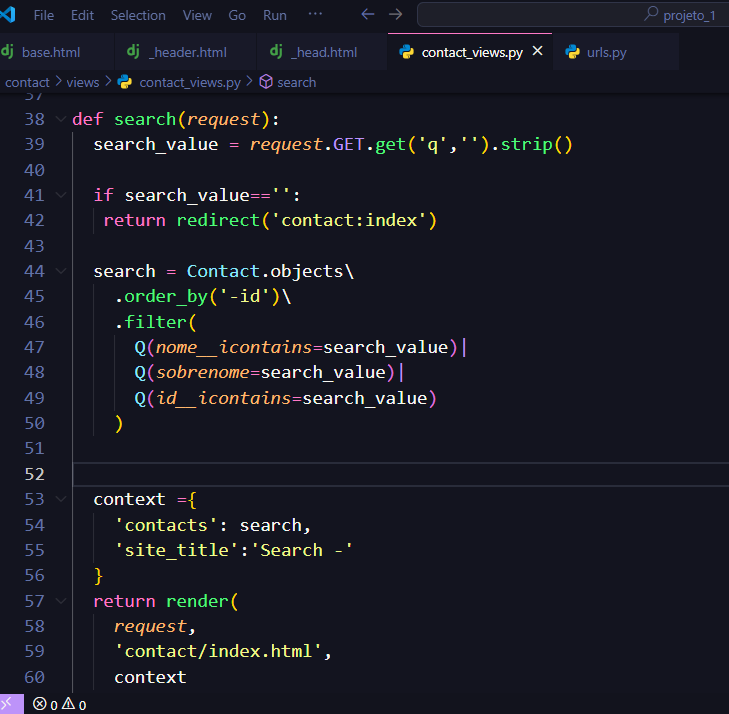 File Edit Selection View Go Run ··· ← → projeto_1
dj base.html dj _header.html dj _head.html contact_views.py × urls.py
contact > views > contact_views.py > search
37
38 def search(request):
39 search_value = request.GET.get('q','').strip()
40
41 if search_value=='':
42 return redirect('contact:index')
43
44 search = Contact.objects\
45 .order_by('-id')\
46 .filter(
47 Q(nome__icontains=search_value)|
48 Q(sobrenome=search_value)|
49 Q(id__icontains=search_value)
50 )
51
52
53 context ={
54 'contacts': search,
55 'site_title':'Search -'
56 }
57 return render(
58 request,
59 'contact/index.html',
60 context
0 0